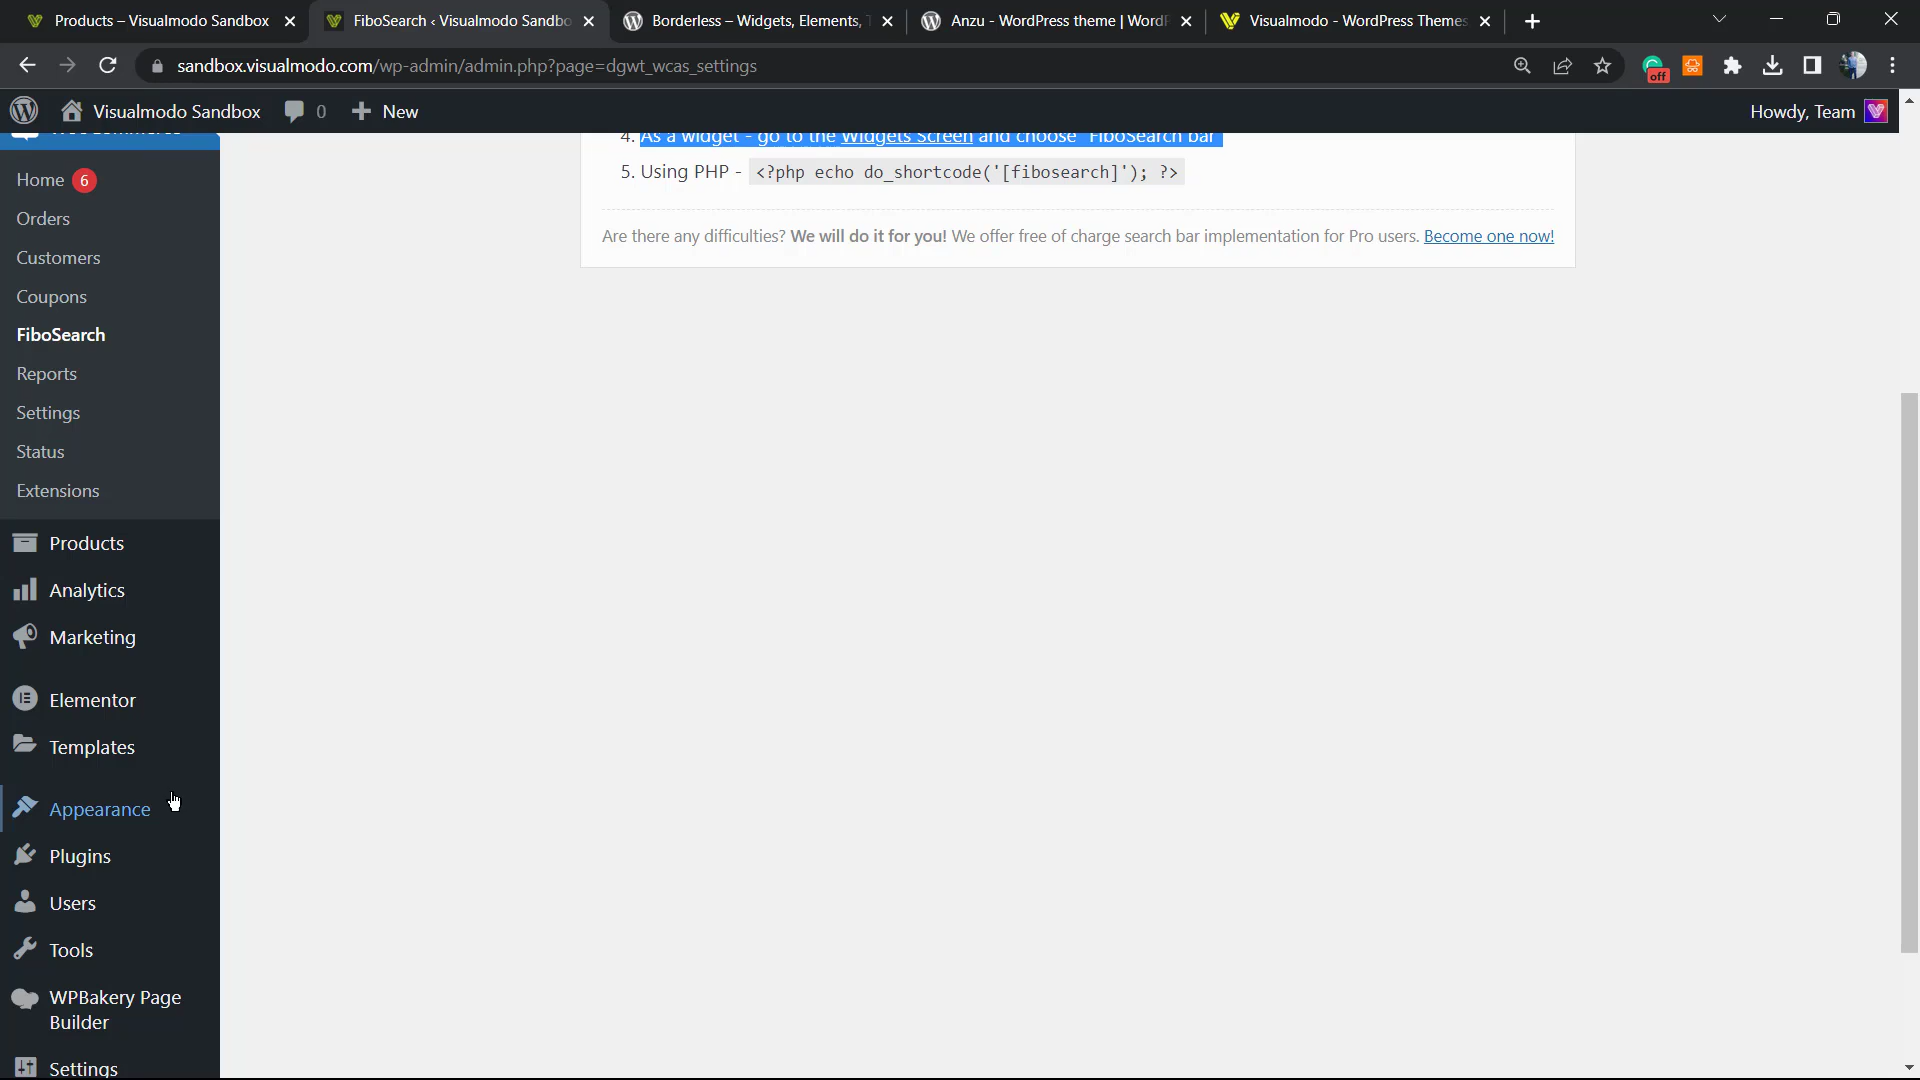 Products – Visualmodo Sandbox
FiboSearch ‹ Visualmodo Sandbo
Borderless – Widgets, Elements,
Anzu - WordPress theme | WordP
Visualmodo - WordPress Themes
sandbox.visualmodo.com/wp-admin/admin.php?page=dgwt_wcas_settings
off
Visualmodo Sandbox
0
New
Howdy, Team
4. As a widget - go to the Widgets Screen and choose "FiboSearch bar"
5. Using PHP - <?php echo do_shortcode('[fibosearch]'); ?>
Are there any difficulties? We will do it for you! We offer free of charge search bar implementation for Pro users. Become one now!
Home 6
Orders
Customers
Coupons
FiboSearch
Reports
Settings
Status
Extensions
Products
Analytics
Marketing
Elementor
Templates
Appearance
Plugins
Users
Tools
WPBakery Page
Builder
Settings